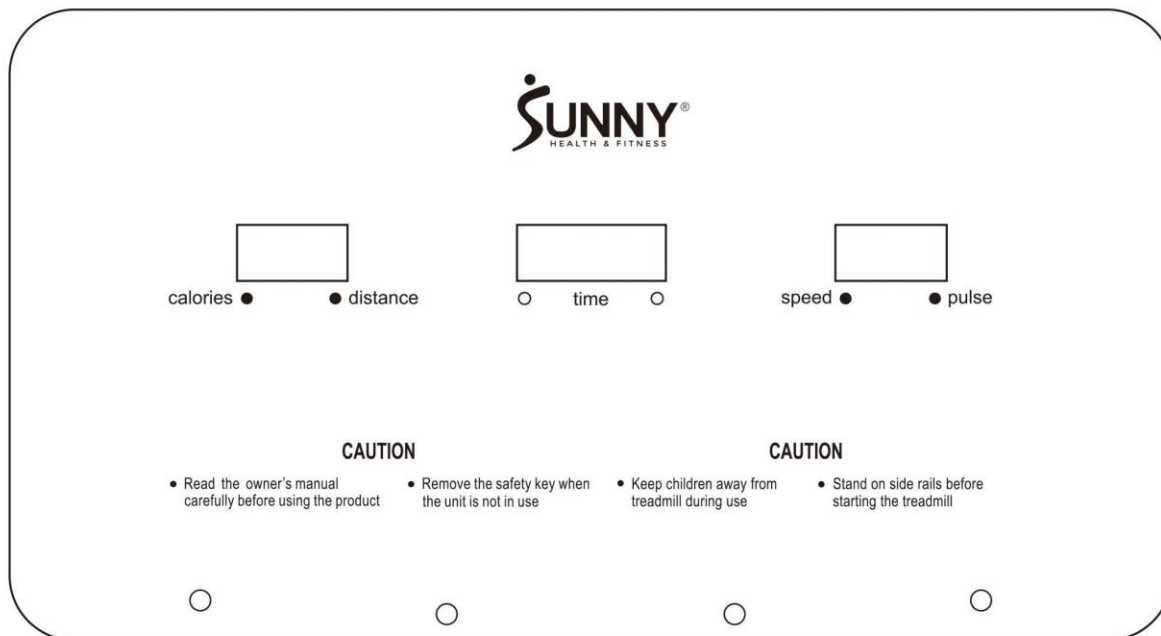 SUNNY®
HEALTH & FITNESS
calories
distance
time
speed
pulse
CAUTION
• Read the owner's manual
carefully before using the product
• Remove the safety key when
the unit is not in use
CAUTION
• Keep children away from
treadmill during use
• Stand on side rails before
starting the treadmill